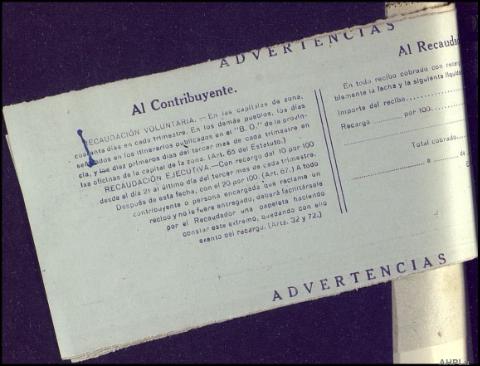 ADVERTENCIAS
Al Contribuyente.
RECAUDACIÓN VOLUNTARIA.—En las capitales de zona,
cuarenta días en cada trimestre. En los demás pueblos, los días
señalados en los itinerarios publicados en el "B. O." de la provin-
cia, y los diez primeros días del tercer mes de cada trimestre en
las oficinas de la capital de la zona. (Art. 65 del Estatuto.)
RECAUDACIÓN EJECUTIVA.—Con recargo del 10 por 100
desde el día 21 al último día del tercer mes de cada trimestre.
Después de esta fecha, con el 20 por 100. (Art. 67.) A todo
contribuyente o persona encargada que reclame un
recibo y no le fuere entregado, deberá facilitársele
por el Recaudador una papeleta haciendo
constar este extremo, quedando con ello
exento del recargo. (Arts. 32 y 72.)
Al Recaud
En todo recibo cobrado con
blemente la fecha y la siguiente
Importe del recibo
Recargo por 100.
Total cobrado
a de
ADVERTENCIAS